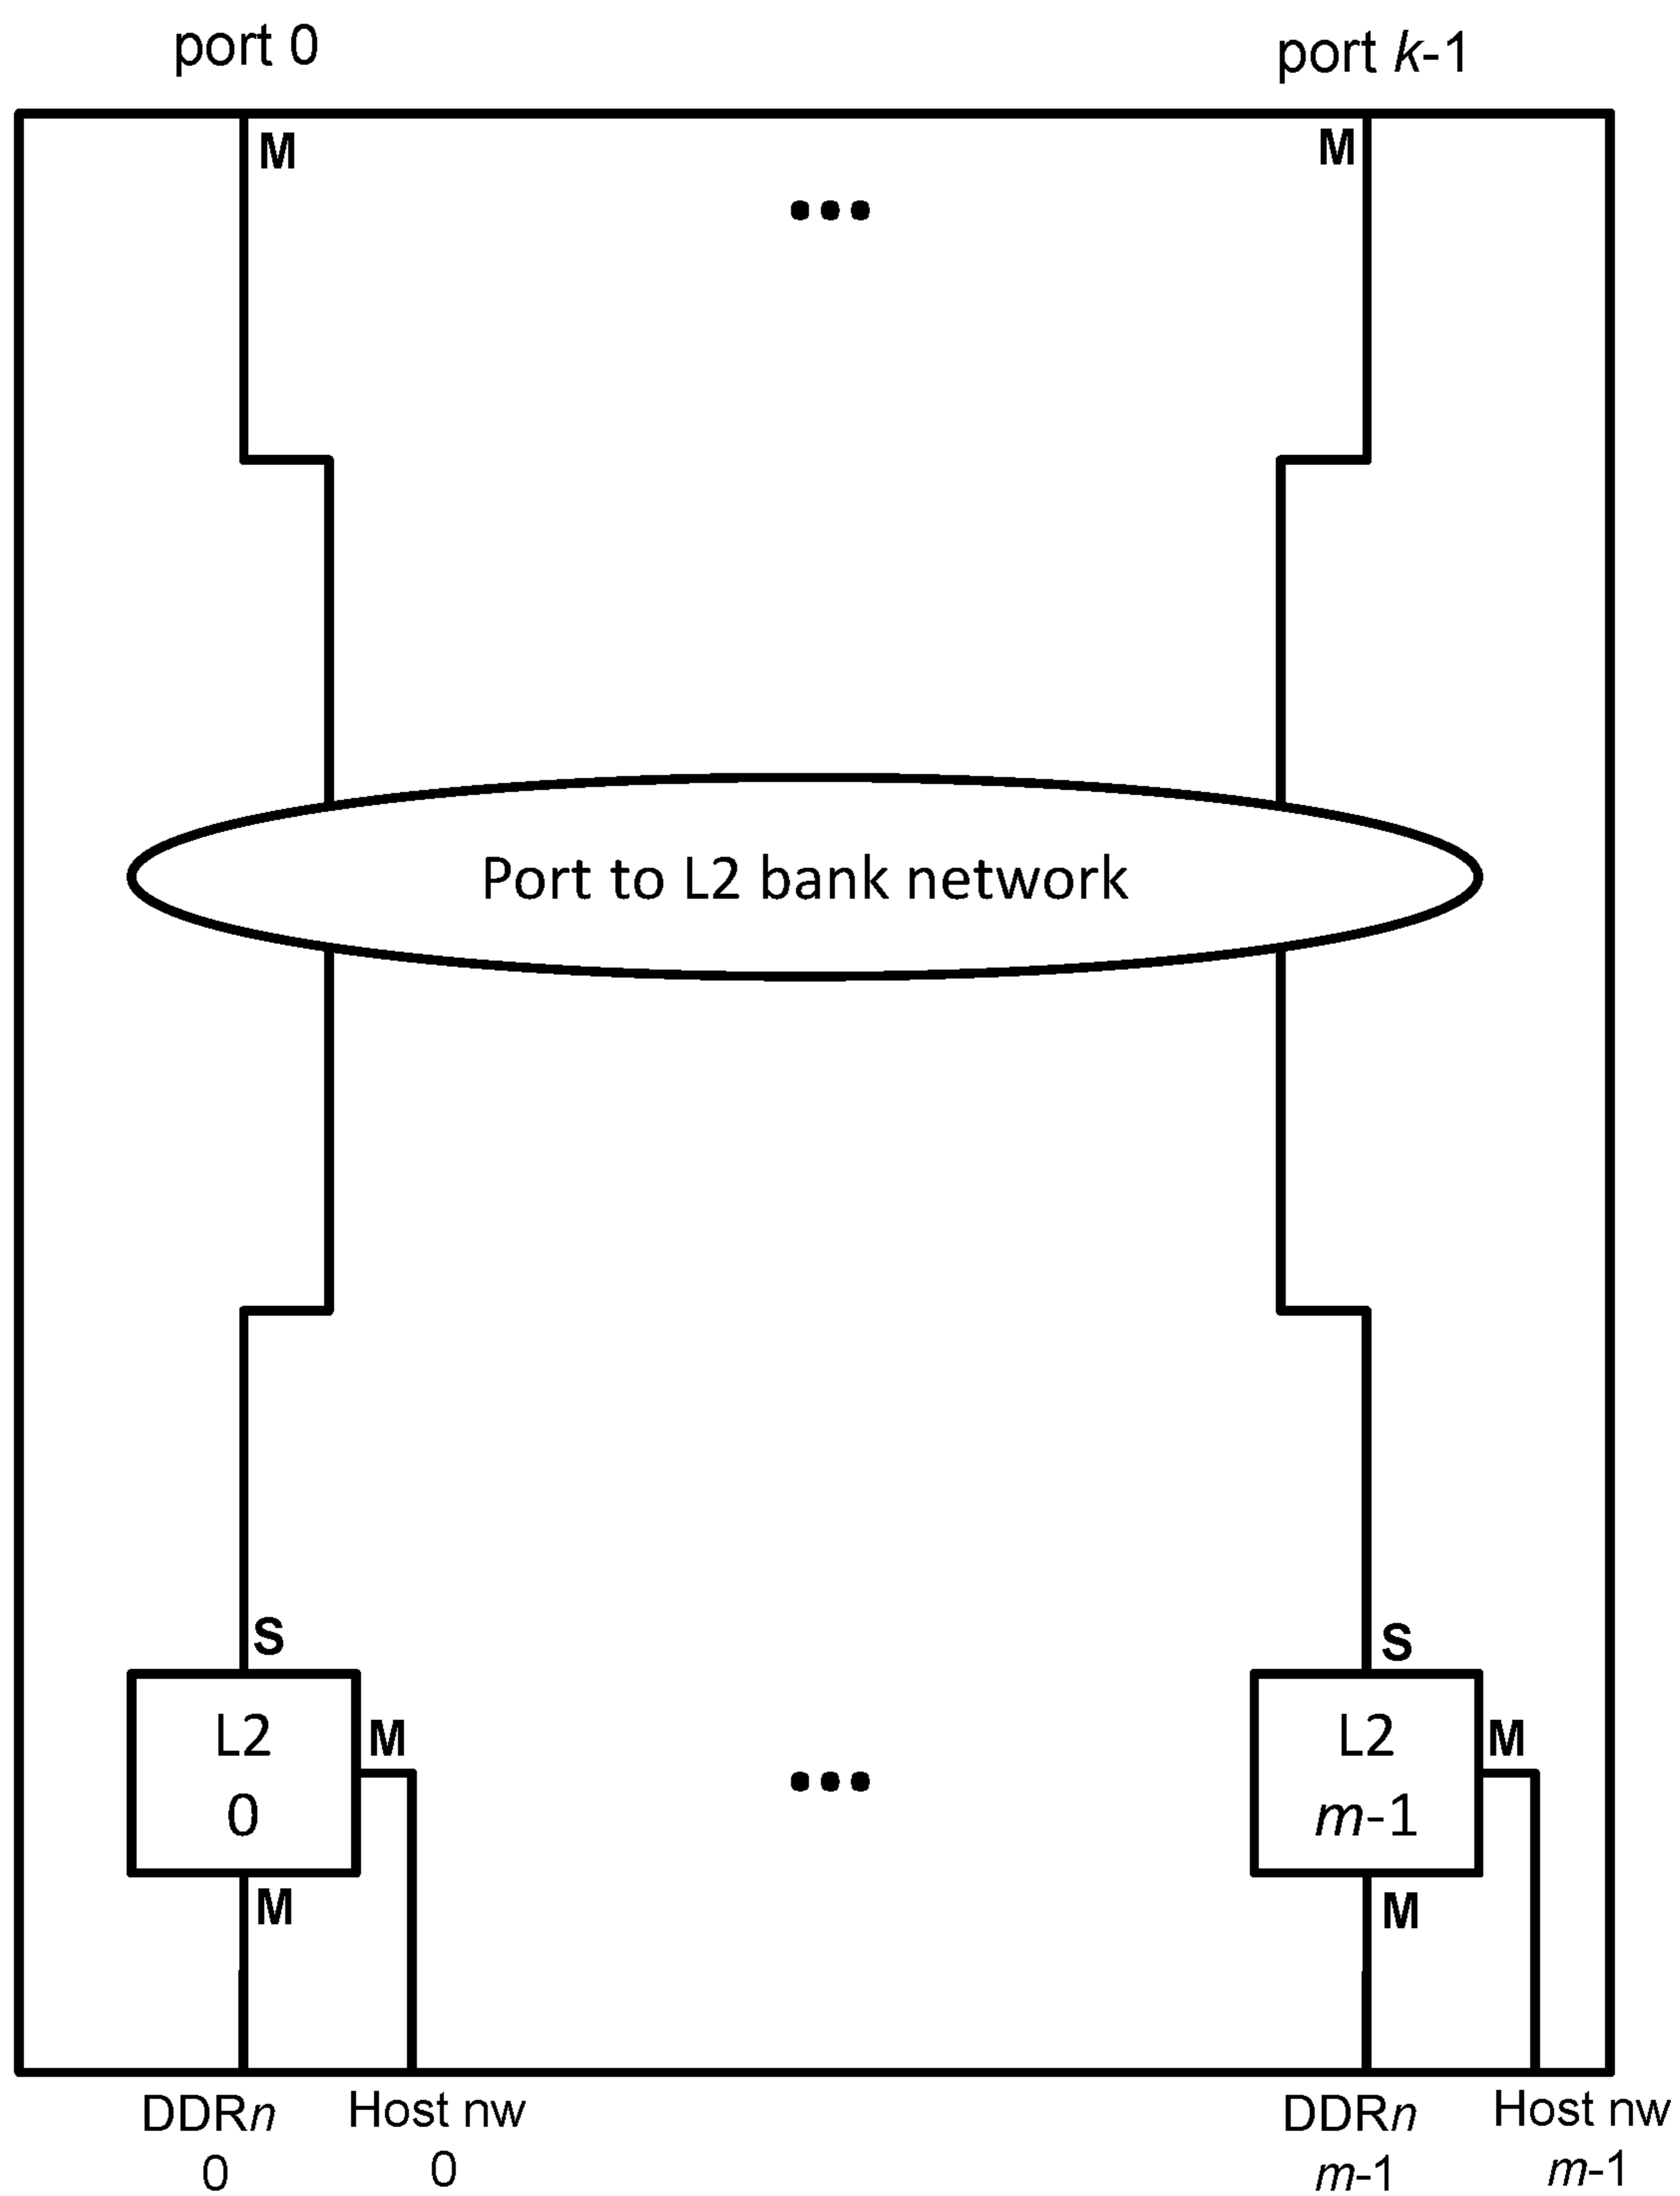 port 0
port k-1
M
M
...
Port to L2 bank network
S
S
L2
0
M
L2
m-1
M
...
M
M
DDRn
0
Host nw
0
DDRn
m-1
Host nw
m-1